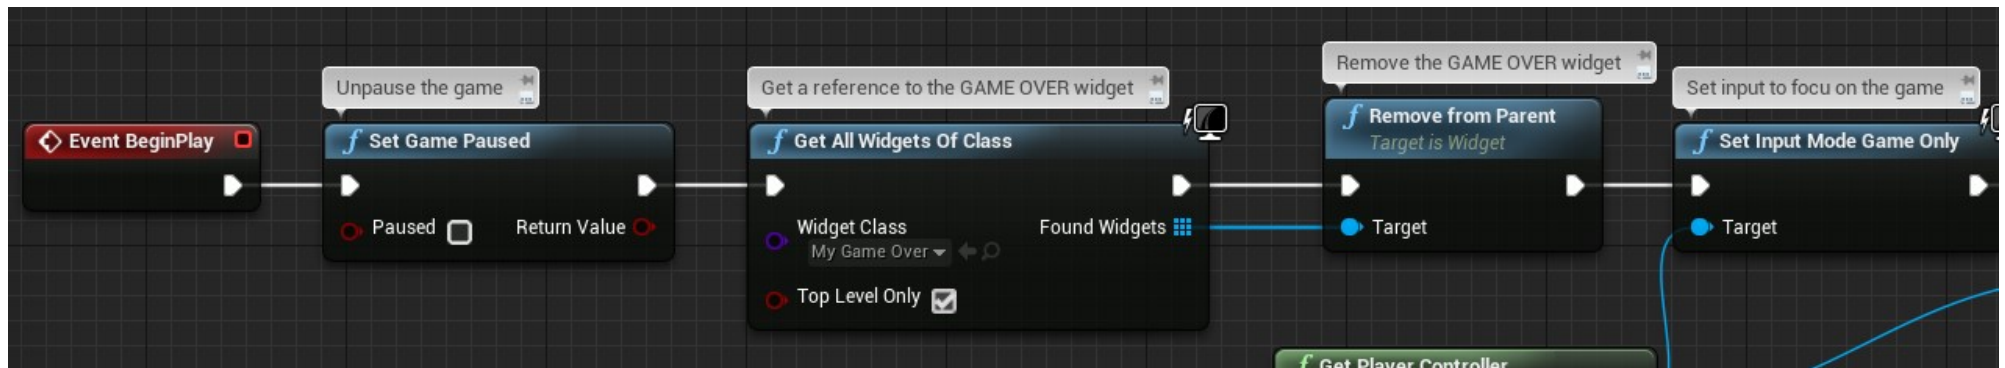 Unpause the game
Get a reference to the GAME OVER widget
Remove the GAME OVER widget
Set input to focu on the game
Event BeginPlay
f Set Game Paused
Paused
Return Value
f Get All Widgets Of Class
Widget Class
My Game Over
Found Widgets
Top Level Only
f Remove from Parent
Target is Widget
Target
f Set Input Mode Game Only
Target
f Get Player Controller